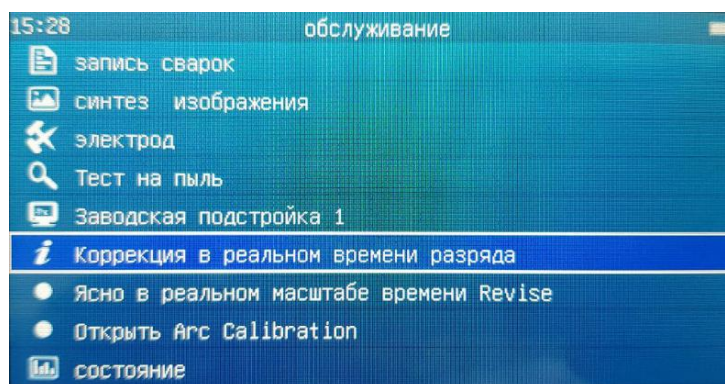 15:28 обслуживание
запись сварок
синтез изображения
электрод
Тест на пыль
Заводская подстройка 1
Коррекция в реальном времени разряда
Ясно в реальном масштабе времени Revise
Открыть Arc Calibration
состояние